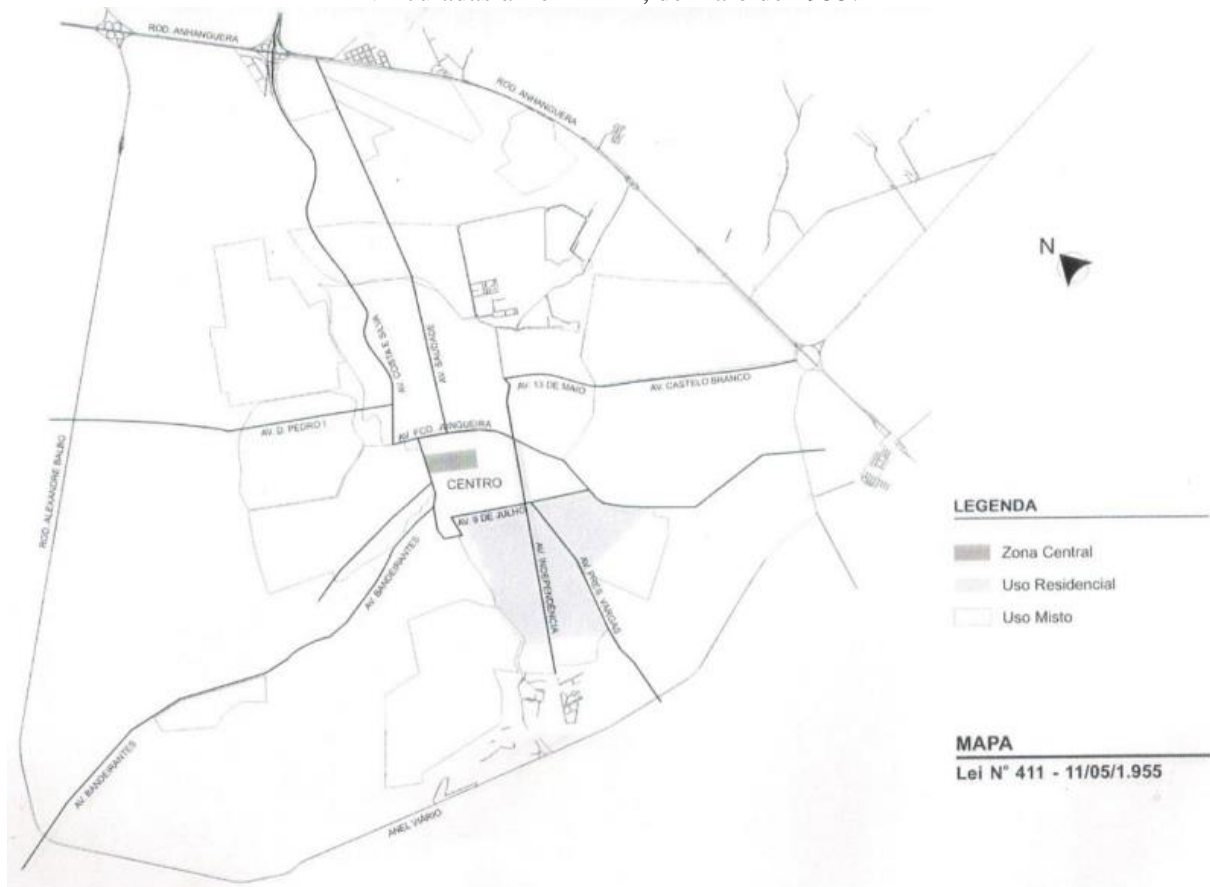 ROD. ANHANGUERA
ROD. ANHANGUERA
N
AV. COSTA E SILVA
AV. SAUDADE
AV. 13 DE MAIO
AV. CASTELO BRANCO
AV. D. PEDRO I
AV. FCO. JUNQUEIRA
ROD. ALEXANDRE BALBO
CENTRO
AV. 9 DE JULHO
AV. BANDEIRANTES
AV. INDEPENDÊNCIA
AV. PRES. VARGAS
AV. BANDEIRANTES
ANEL VIÁRIO
LEGENDA
Zona Central
Uso Residencial
Uso Misto
MAPA
Lei N° 411 - 11/05/1.955